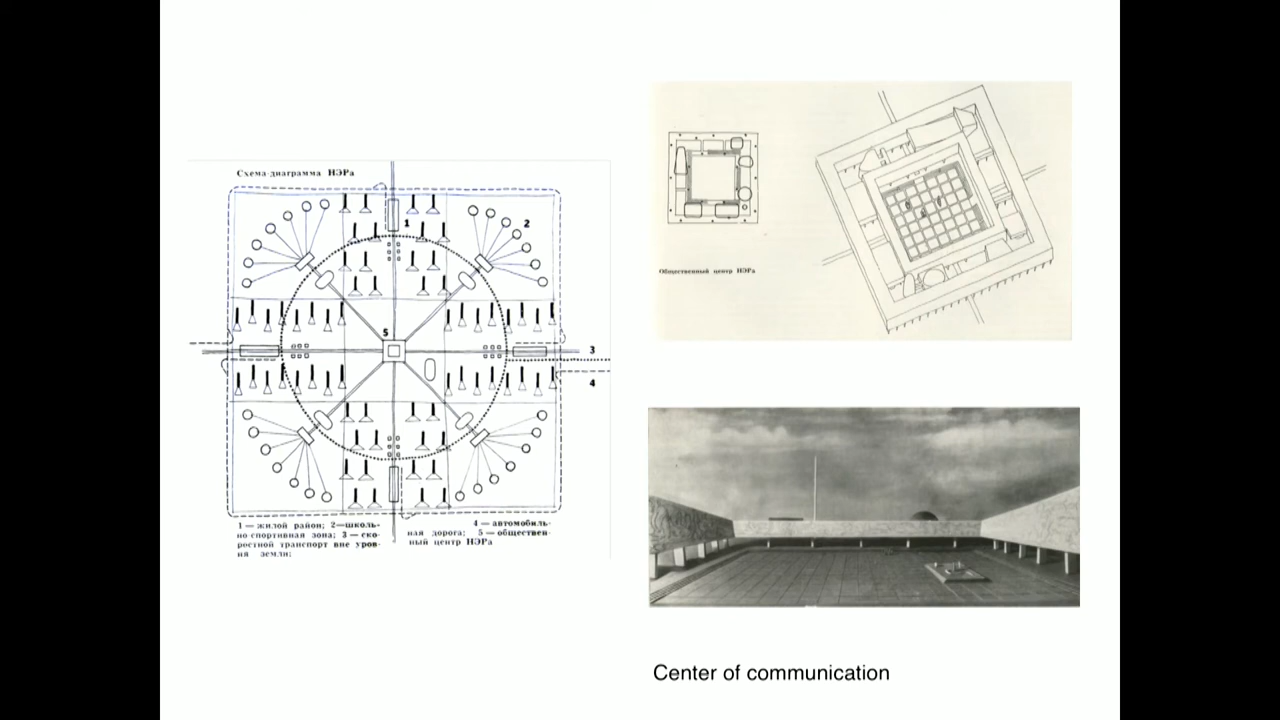 Схема-диаграмма НЭРа
1
2
5
3
4
1 — жилой район; 2—школь-
но спортивная зона; 3 — ско-
ростной транспорт вне уров-
ня земли;
4 — автомобиль-
ная дорога; 5 — обществен-
ный центр НЭРа
Общественный центр НЭРа
Center of communication